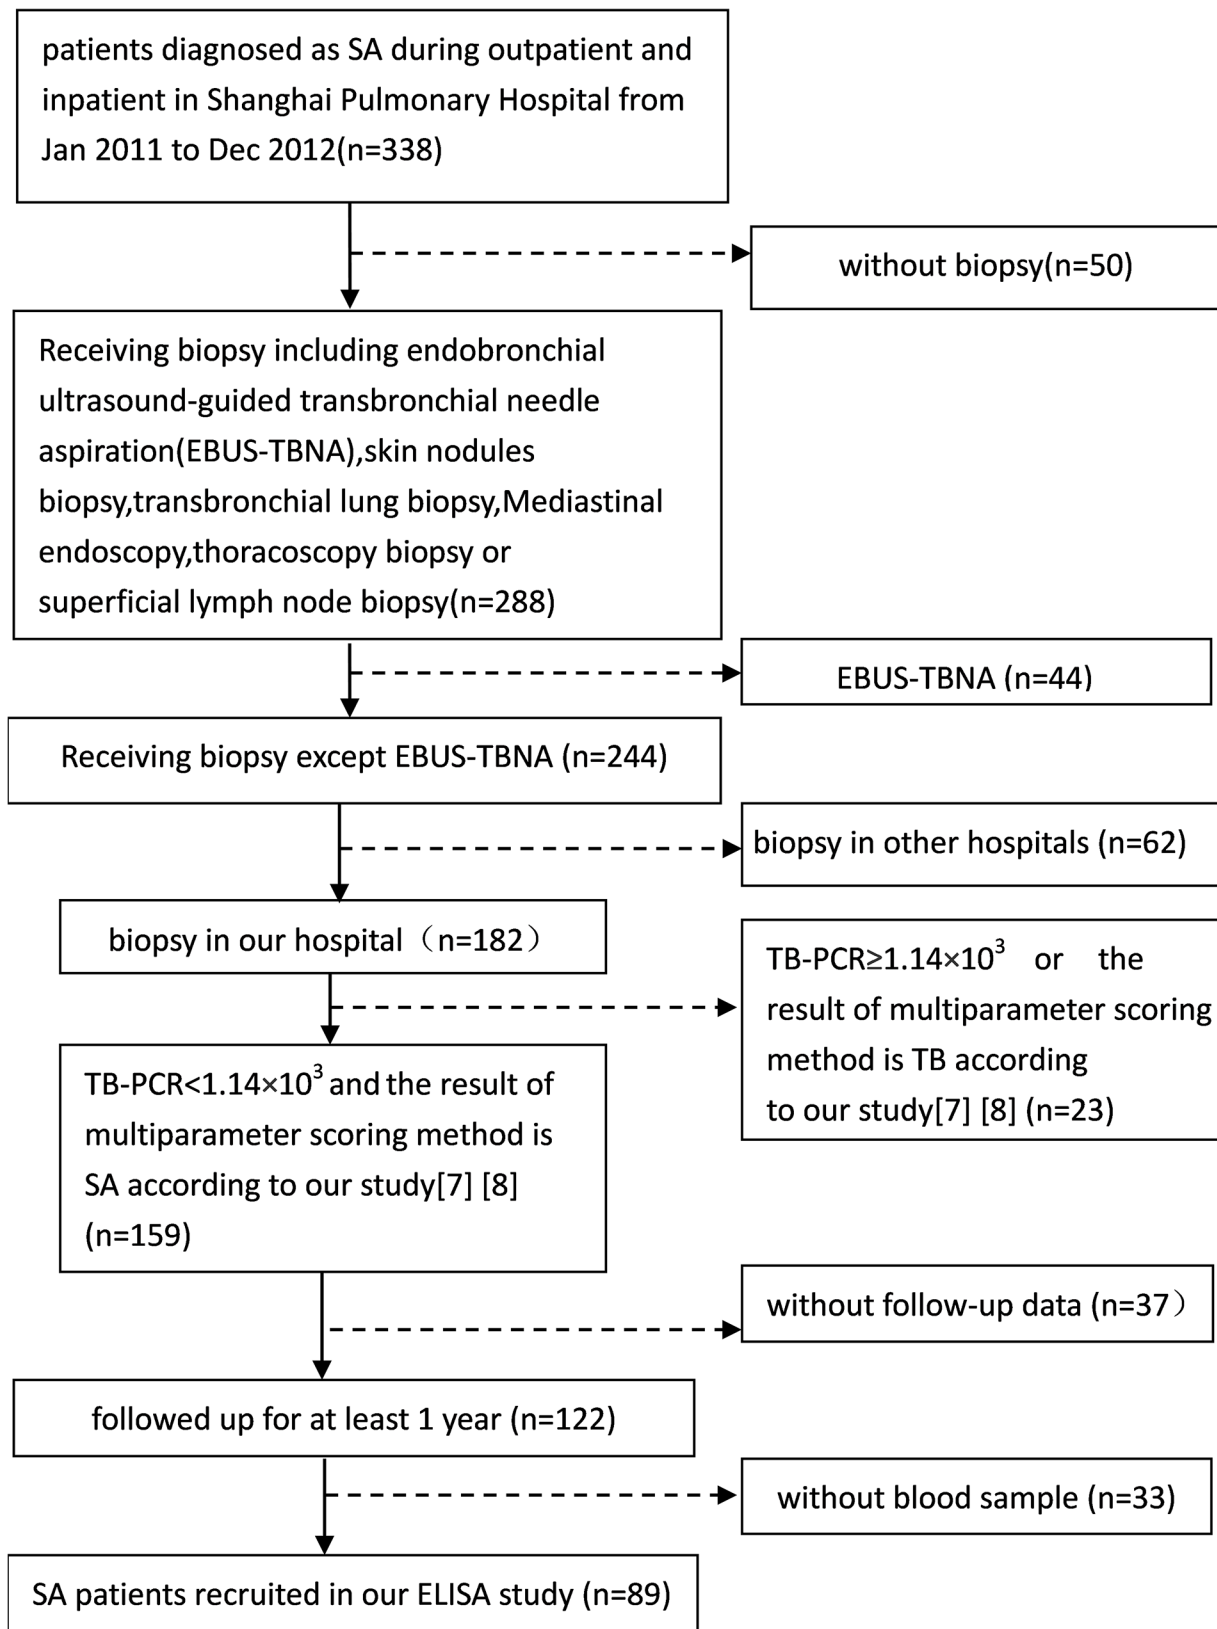 patients diagnosed as SA during outpatient and
inpatient in Shanghai Pulmonary Hospital from
Jan 2011 to Dec 2012(n=338)
without biopsy(n=50)
Receiving biopsy including endobronchial
ultrasound-guided transbronchial needle
aspiration(EBUS-TBNA),skin nodules
biopsy,transbronchial lung biopsy,Mediastinal
endoscopy,thoracoscopy biopsy or
superficial lymph node biopsy(n=288)
EBUS-TBNA (n=44)
Receiving biopsy except EBUS-TBNA (n=244)
biopsy in other hospitals (n=62)
biopsy in our hospital（n=182）
TB-PCR≥1.14×10³ or the
result of multiparameter scoring
method is TB according
to our study[7] [8] (n=23)
TB-PCR<1.14×10³ and the result of
multiparameter scoring method is
SA according to our study[7] [8]
(n=159)
without follow-up data (n=37）
followed up for at least 1 year (n=122)
without blood sample (n=33)
SA patients recruited in our ELISA study (n=89)